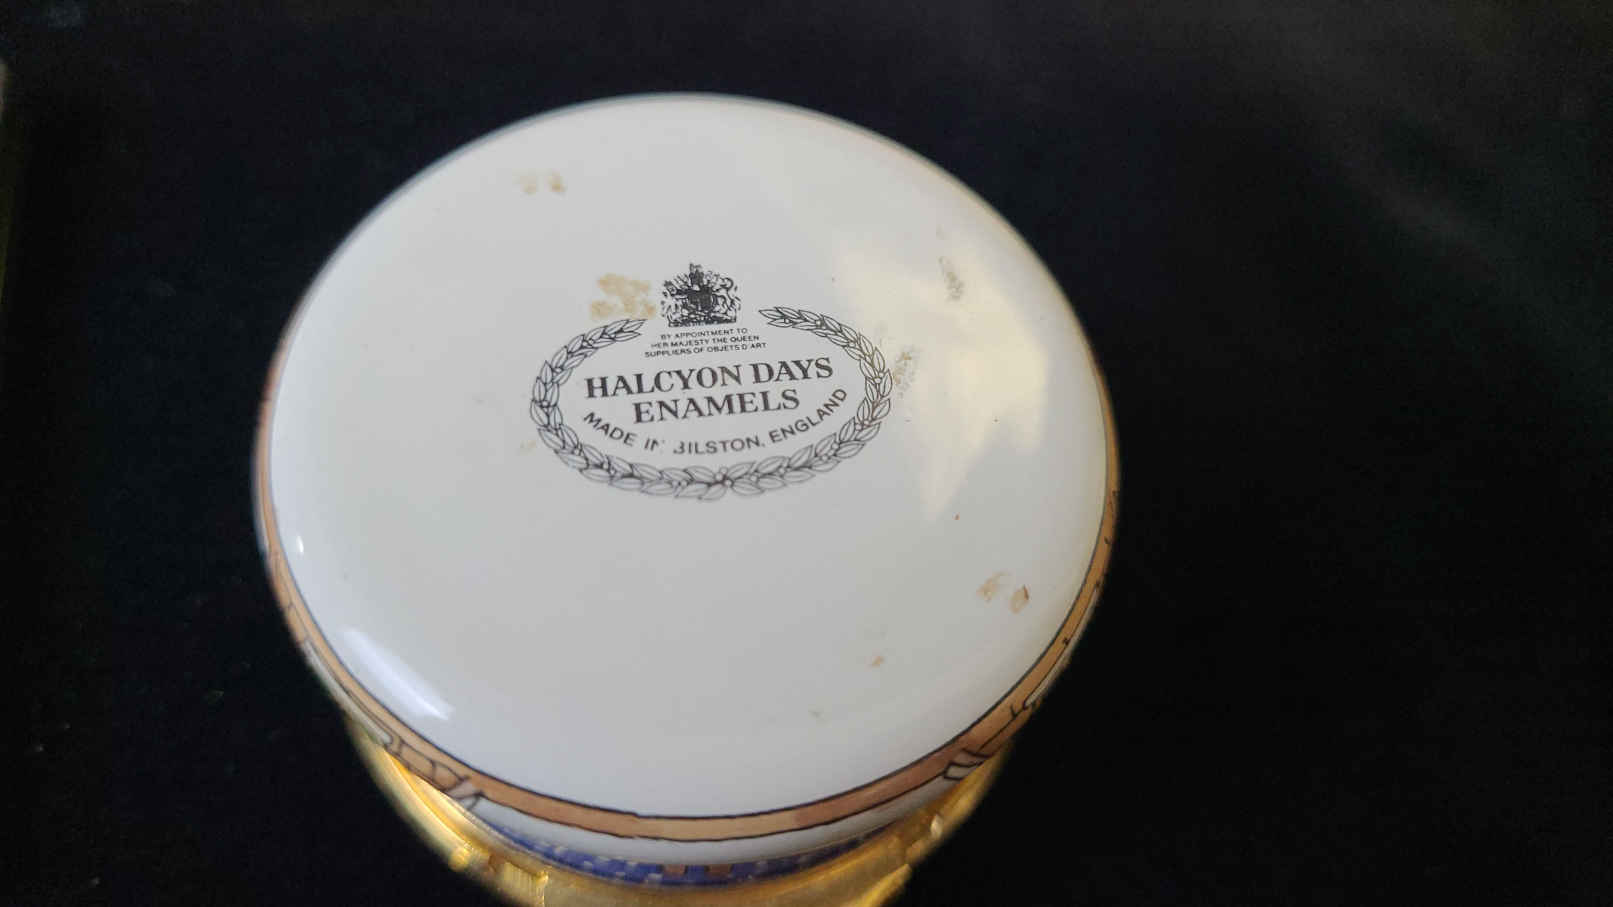 BY APPOINTMENT TO
HER MAJESTY THE QUEEN
SUPPLIERS OF OBJETS D'ART
HALCYON DAYS
ENAMELS
MADE IN BILSTON, ENGLAND